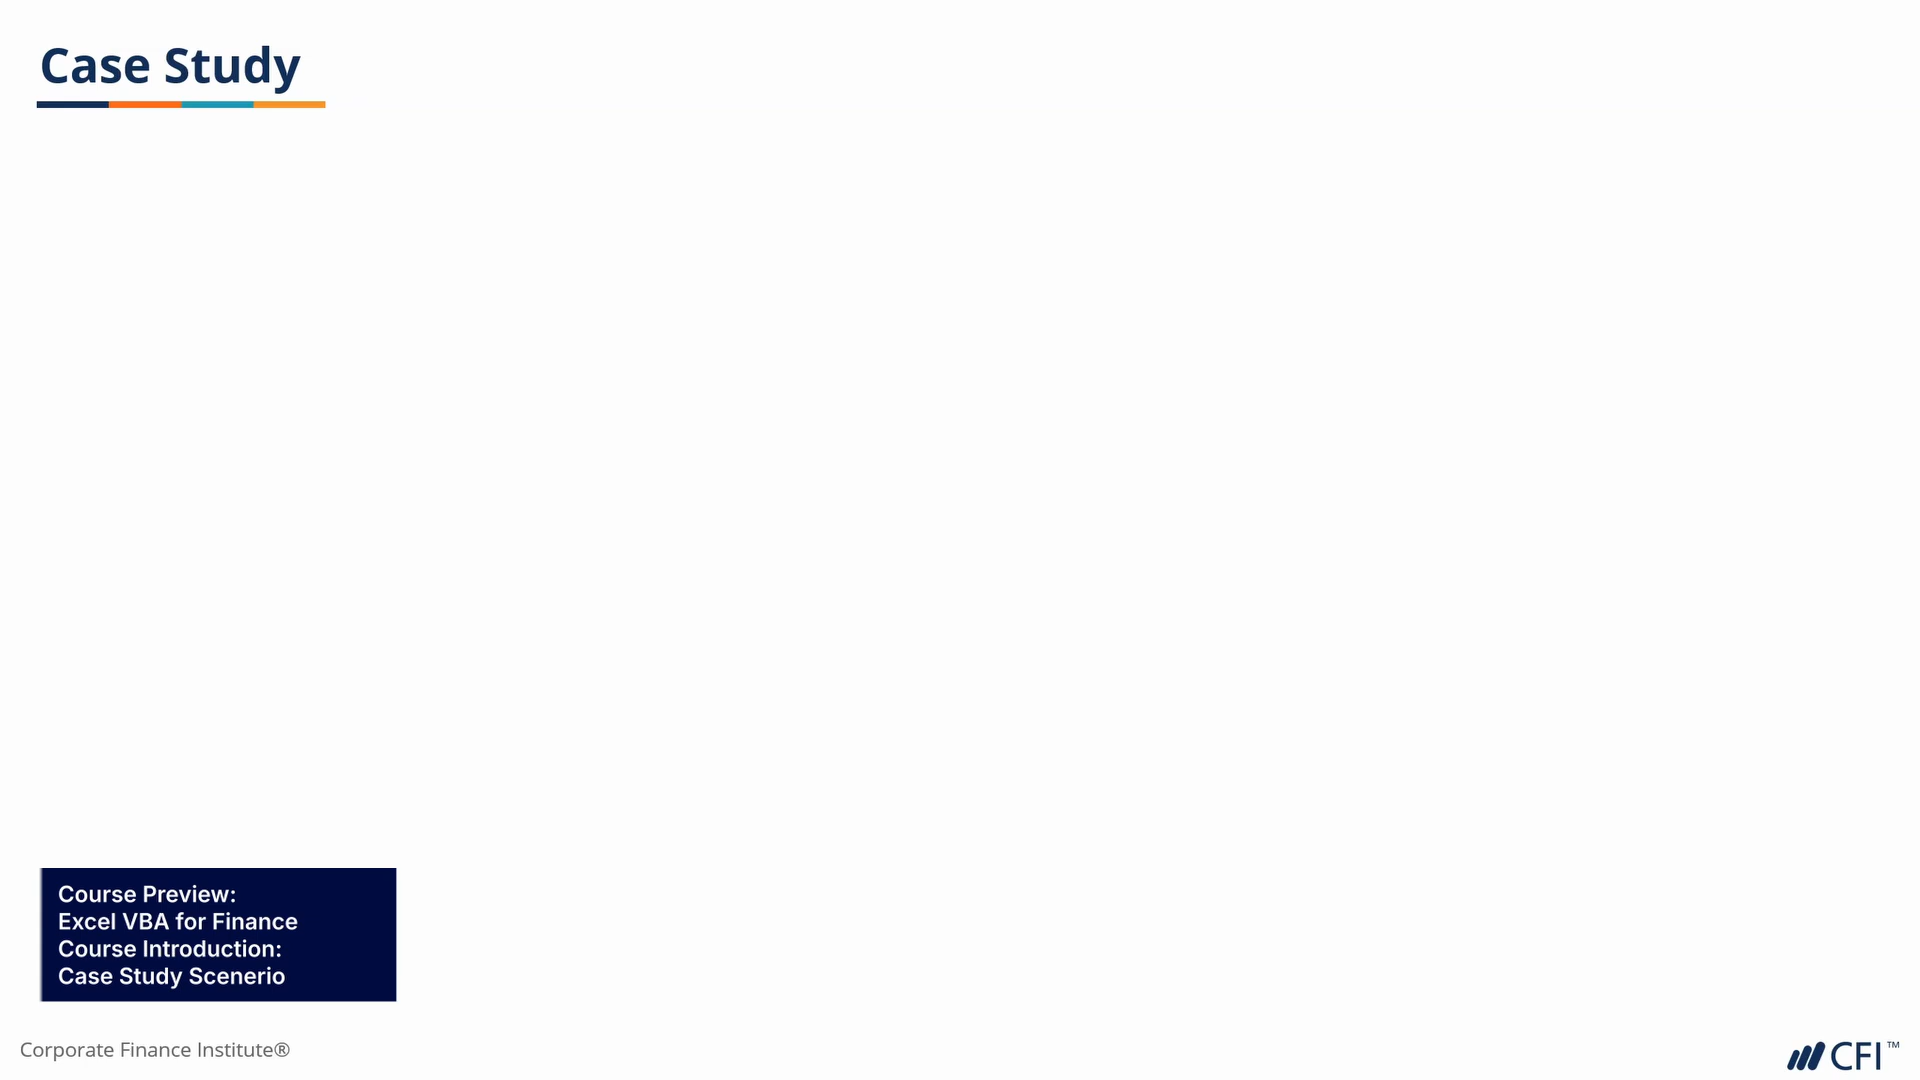 Case Study
Course Preview:
Excel VBA for Finance
Course Introduction:
Case Study Scenerio
Corporate Finance Institute®
CFI™